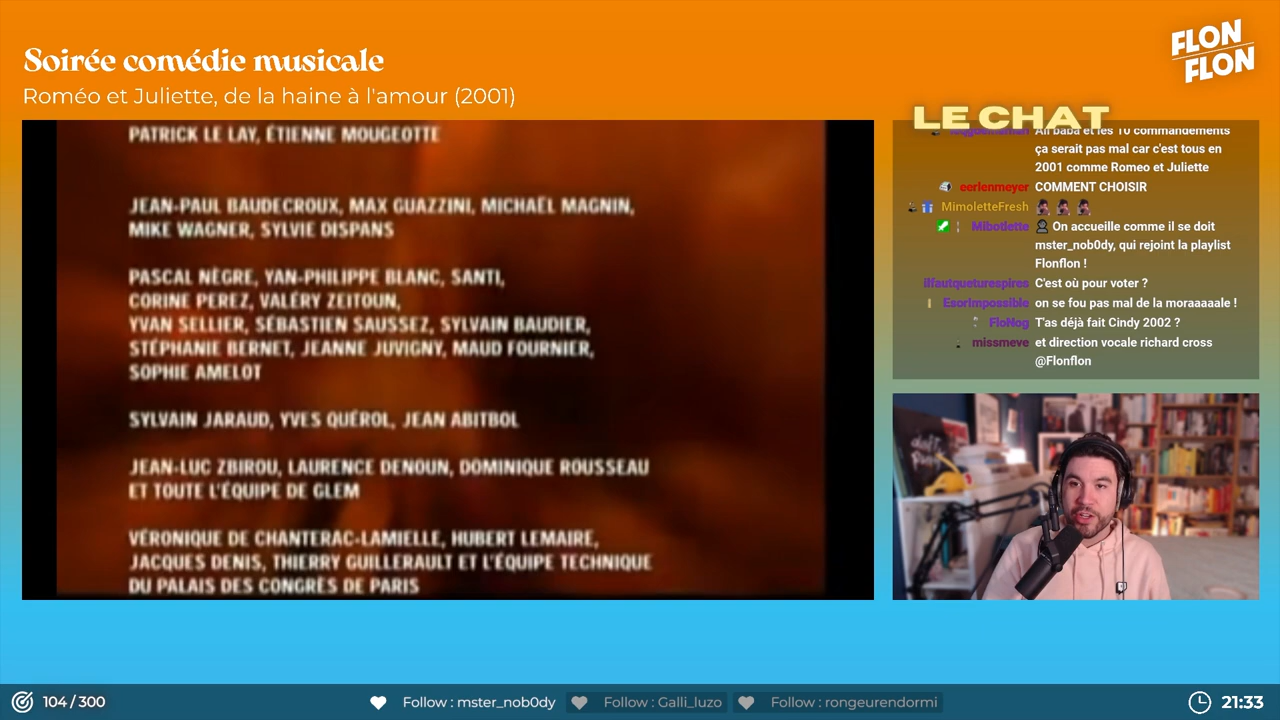 Soirée comédie musicale
Roméo et Juliette, de la haine à l'amour (2001)
FLON
FLON
PATRICK LE LAY, ÉTIENNE MOUGEOTTE
JEAN-PAUL BAUDECROUX, MAX GUAZZINI, MICHAËL MAGNIN,
MIKE WAGNER, SYLVIE DISPANS
PASCAL NÈGRE, YAN-PHILIPPE BLANC, SANTI,
CORINE PEREZ, VALÉRY ZEITOUN,
YVAN SELLIER, SÉBASTIEN SAUSSEZ, SYLVAIN BAUDIER,
STÉPHANIE BERNET, JEANNE JUVIGNY, MAUD FOURNIER,
SOPHIE AMELOT
SYLVAIN JARAUD, YVES QUÉROL, JEAN ABITBOL
JEAN-LUC ZBIROU, LAURENCE DENOUN, DOMINIQUE ROUSSEAU
ET TOUTE L'ÉQUIPE DE GLEM
VÉRONIQUE DE CHANTERAC-LAMIELLE, HUBERT LEMAIRE,
JACQUES DENIS, THIERRY GUILLERAULT ET L'ÉQUIPE TECHNIQUE
DU PALAIS DES CONGRÈS DE PARIS
LE CHAT
Ali baba et les 10 commandements
ça serait pas mal car c'est tous en
2001 comme Romeo et Juliette
eerlenmeyer COMMENT CHOISIR
MimoletteFresh
Mibotlette On accueille comme il se doit
mster_nob0dy, qui rejoint la playlist
Flonflon !
ilfautqueturespires C'est où pour voter ?
EsorImpossible on se fou pas mal de la moraaaaale !
FloNog T'as déjà fait Cindy 2002 ?
missmeve et direction vocale richard cross
@Flonflon
104 / 300
Follow : mster_nob0dy
Follow : Galli_luzo
Follow : rongeurendormi
21:33